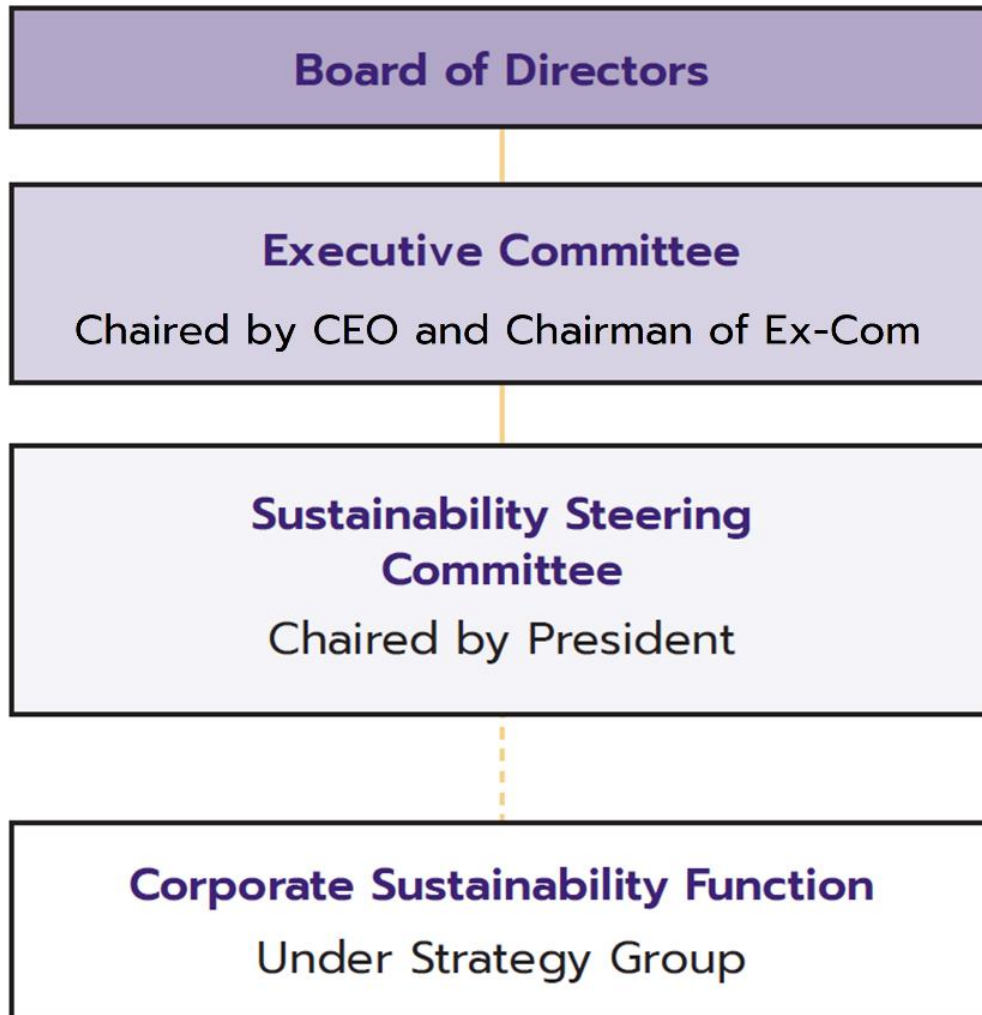 Board of Directors
Executive Committee
Chaired by CEO and Chairman of Ex-Com
Sustainability Steering
Committee
Chaired by President
Corporate Sustainability Function
Under Strategy Group